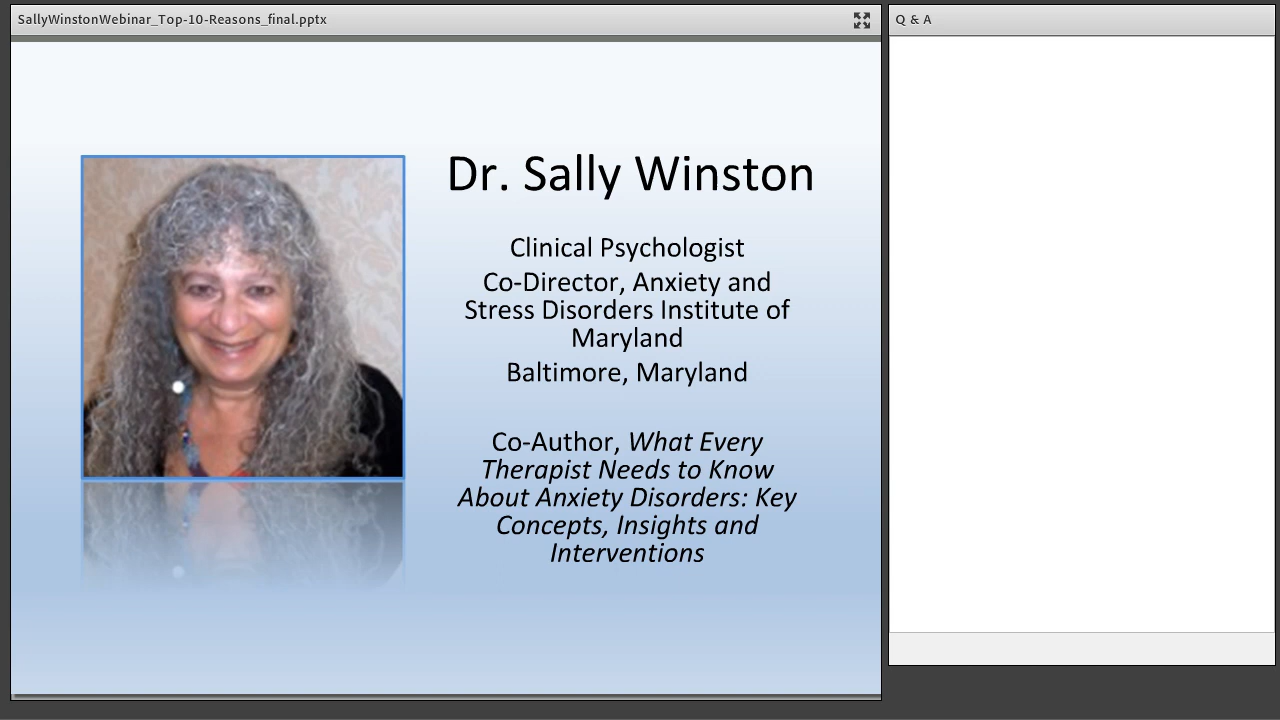 SallyWinstonWebinar_Top-10-Reasons_final.pptx
Dr. Sally Winston
Clinical Psychologist
Co-Director, Anxiety and
Stress Disorders Institute of
Maryland
Baltimore, Maryland
Co-Author, What Every
Therapist Needs to Know
About Anxiety Disorders: Key
Concepts, Insights and
Interventions
Q & A